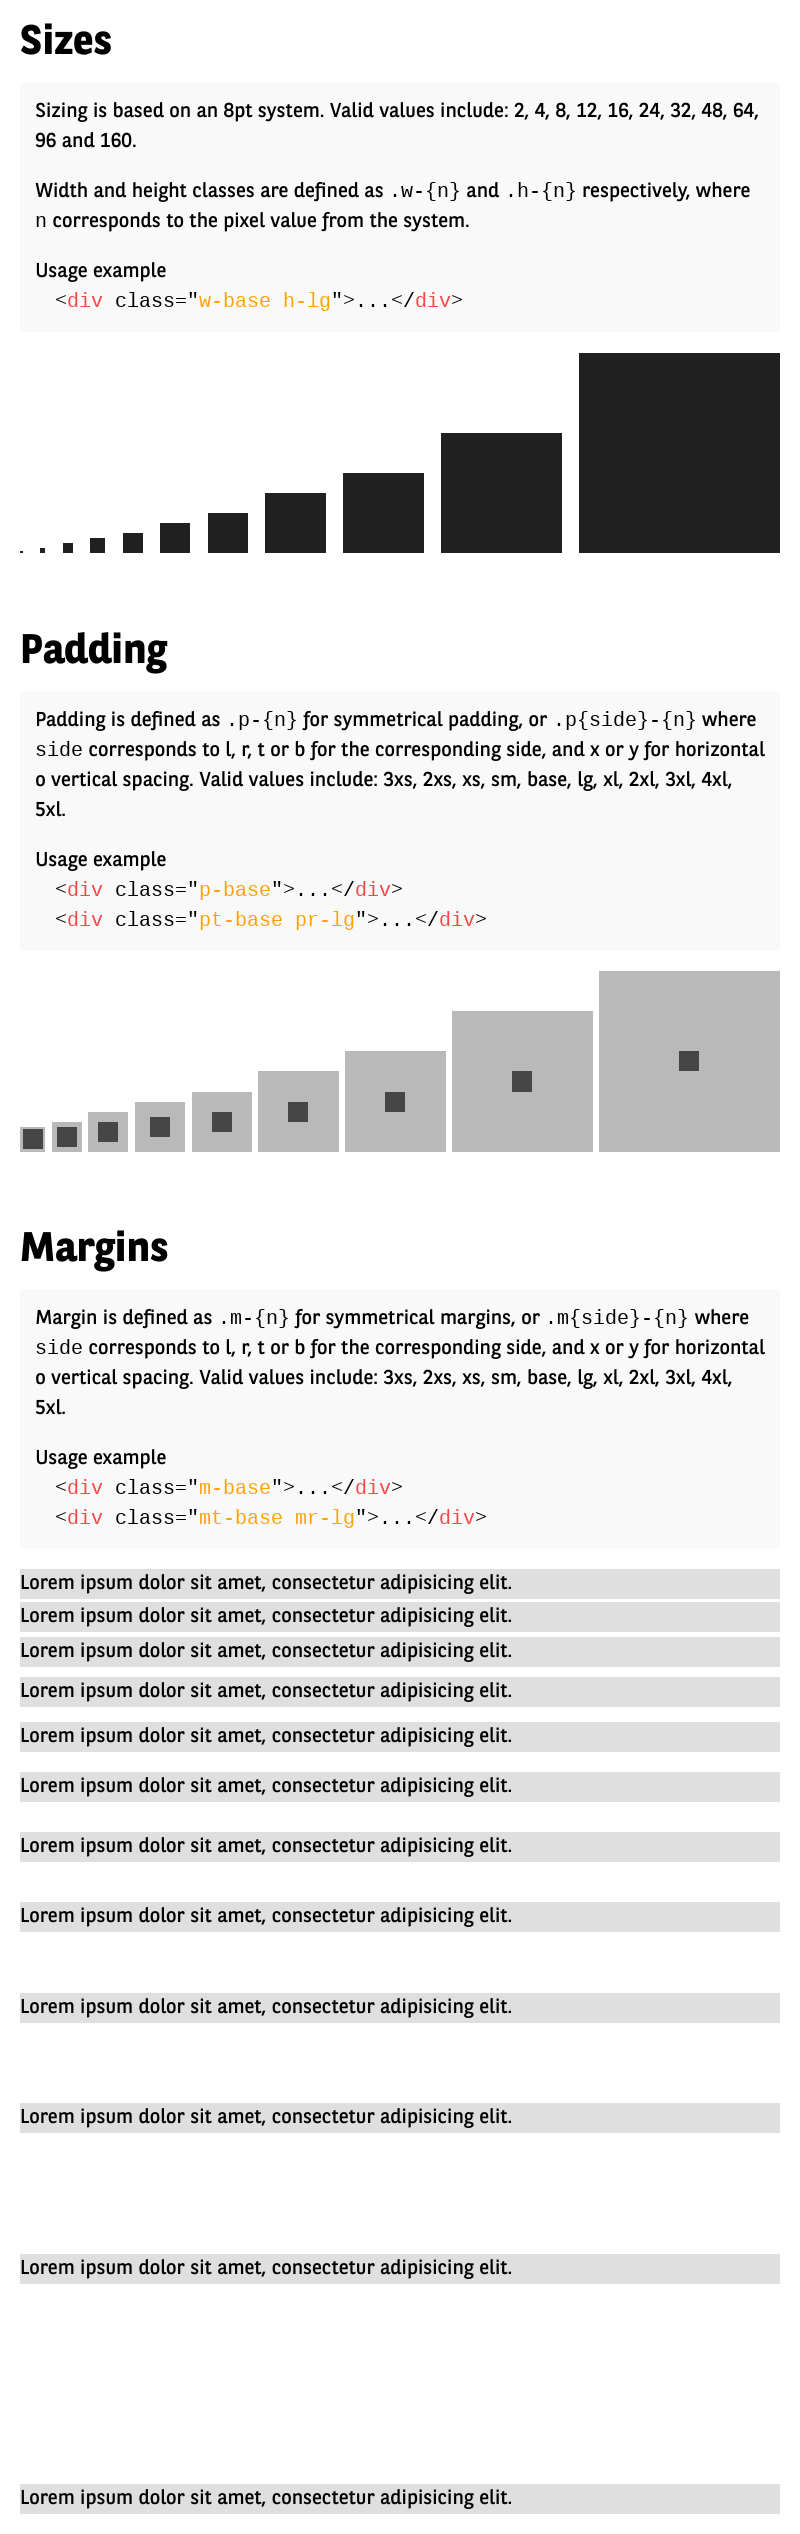 Sizes
Sizing is based on an 8pt system. Valid values include: 2, 4, 8, 12, 16, 24, 32, 48, 64,
96 and 160.
Width and height classes are defined as .w-{n} and .h-{n} respectively, where
n corresponds to the pixel value from the system.
Usage example
<div class="w-base h-lg">...</div>
Padding
Padding is defined as .p-{n} for symmetrical padding, or .p{side}-{n} where
side corresponds to l, r, t or b for the corresponding side, and x or y for horizontal
o vertical spacing. Valid values include: 3xs, 2xs, xs, sm, base, lg, xl, 2xl, 3xl, 4xl,
5xl.
Usage example
<div class="p-base">...</div>
<div class="pt-base pr-lg">...</div>
Margins
Margin is defined as .m-{n} for symmetrical margins, or .m{side}-{n} where
side corresponds to l, r, t or b for the corresponding side, and x or y for horizontal
o vertical spacing. Valid values include: 3xs, 2xs, xs, sm, base, lg, xl, 2xl, 3xl, 4xl,
5xl.
Usage example
<div class="m-base">...</div>
<div class="mt-base mr-lg">...</div>
Lorem ipsum dolor sit amet, consectetur adipisicing elit.
Lorem ipsum dolor sit amet, consectetur adipisicing elit.
Lorem ipsum dolor sit amet, consectetur adipisicing elit.
Lorem ipsum dolor sit amet, consectetur adipisicing elit.
Lorem ipsum dolor sit amet, consectetur adipisicing elit.
Lorem ipsum dolor sit amet, consectetur adipisicing elit.
Lorem ipsum dolor sit amet, consectetur adipisicing elit.
Lorem ipsum dolor sit amet, consectetur adipisicing elit.
Lorem ipsum dolor sit amet, consectetur adipisicing elit.
Lorem ipsum dolor sit amet, consectetur adipisicing elit.
Lorem ipsum dolor sit amet, consectetur adipisicing elit.
Lorem ipsum dolor sit amet, consectetur adipisicing elit.